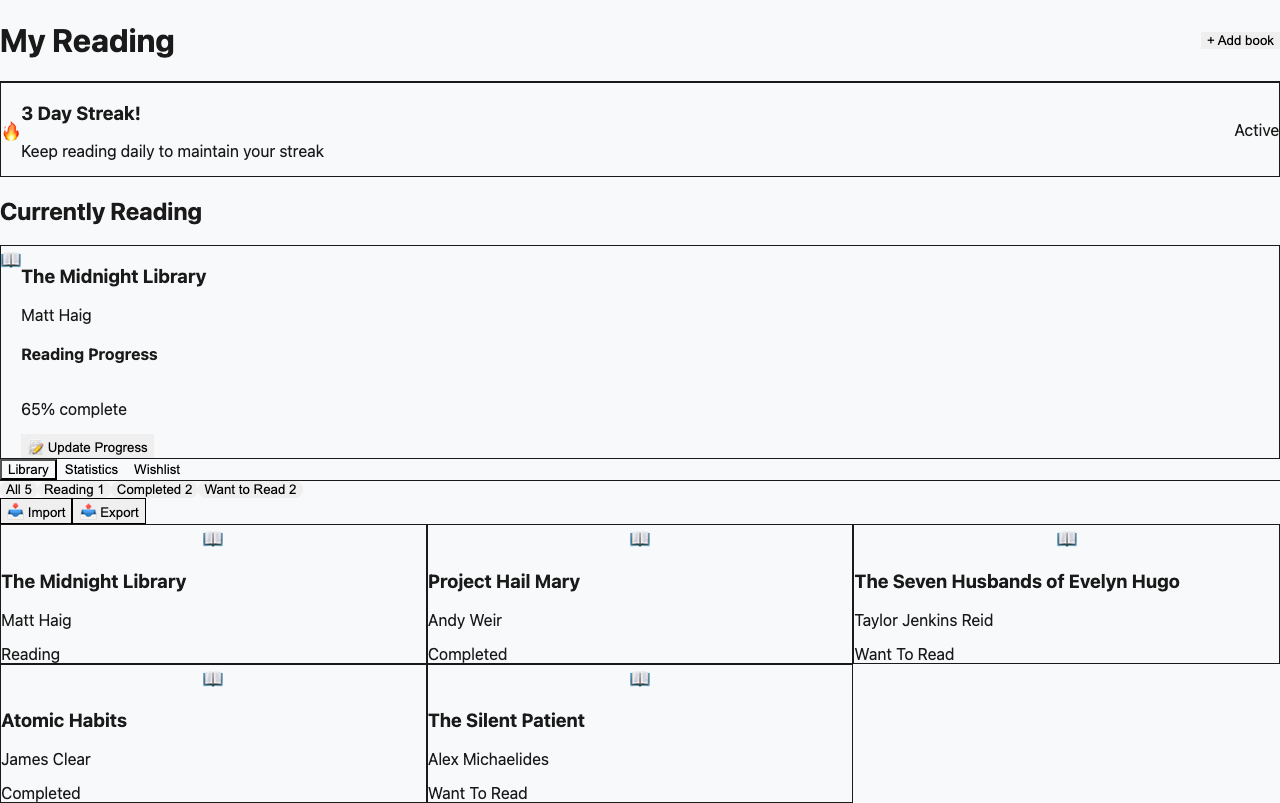 My Reading
+ Add book
3 Day Streak!
Keep reading daily to maintain your streak
Active
Currently Reading
The Midnight Library
Matt Haig
Reading Progress
65% complete
Update Progress
Library Statistics Wishlist
All 5 Reading 1 Completed 2 Want to Read 2
Import Export
The Midnight Library
Matt Haig
Reading
Project Hail Mary
Andy Weir
Completed
The Seven Husbands of Evelyn Hugo
Taylor Jenkins Reid
Want To Read
Atomic Habits
James Clear
Completed
The Silent Patient
Alex Michaelides
Want To Read